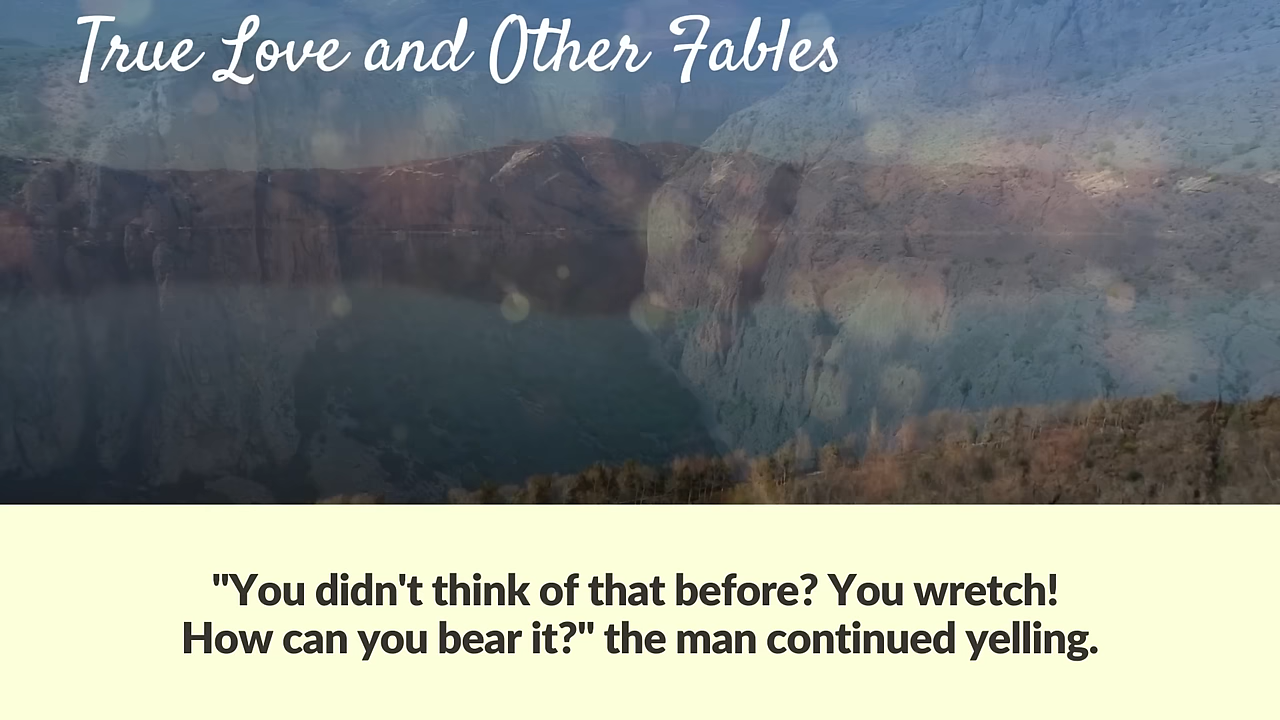 True Love and Other Fables
"You didn't think of that before? You wretch!
How can you bear it?" the man continued yelling.